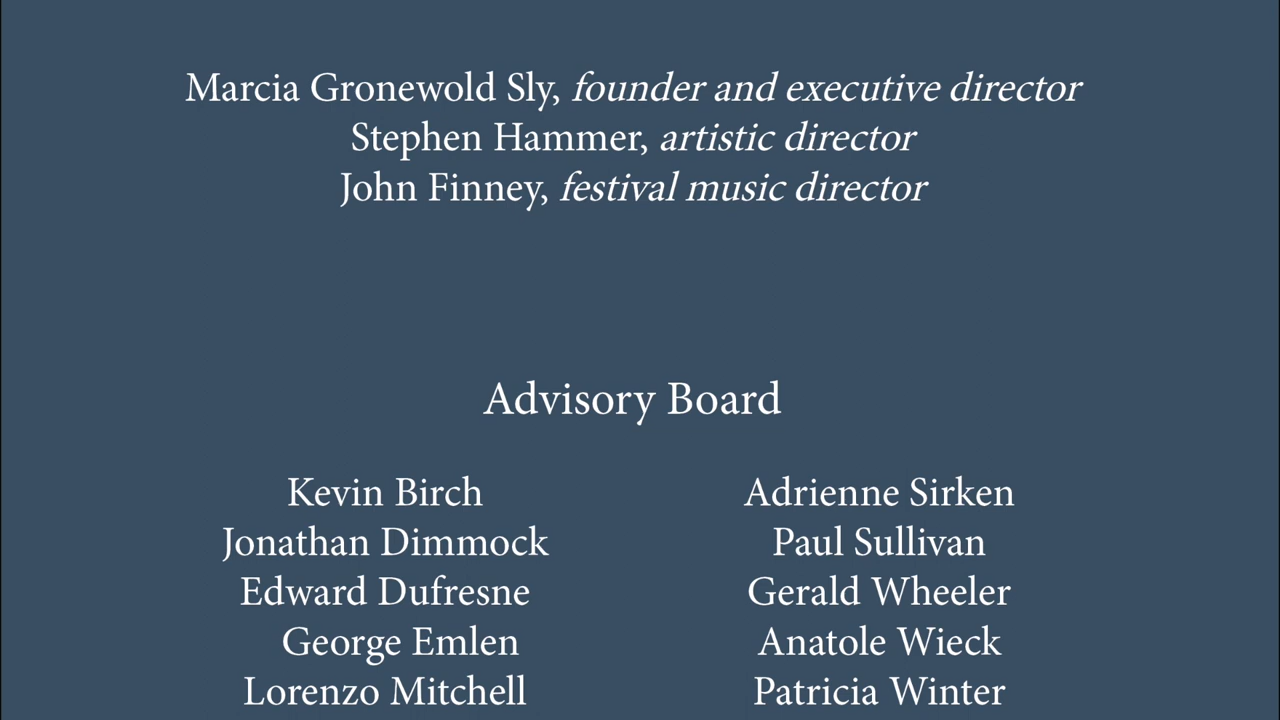 Marcia Gronewold Sly, founder and executive director
Stephen Hammer, artistic director
John Finney, festival music director
Advisory Board
Kevin Birch
Jonathan Dimmock
Edward Dufresne
George Emlen
Lorenzo Mitchell
Adrienne Sirken
Paul Sullivan
Gerald Wheeler
Anatole Wieck
Patricia Winter